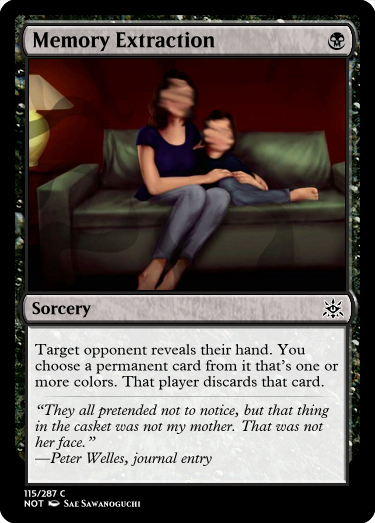 Memory Extraction
Sorcery
Target opponent reveals their hand. You
choose a permanent card from it that's one or
more colors. That player discards that card.
“They all pretended not to notice, but that thing
in the casket was not my mother. That was not
her face.”
—Peter Welles, journal entry
115/287 C
NOT Sae Sawanoguchi